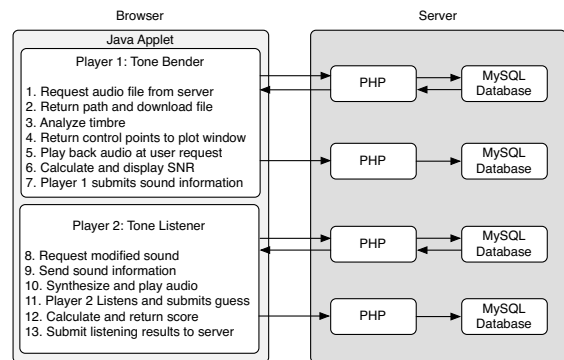 Browser
Server
Java Applet
Player 1: Tone Bender
1. Request audio file from server
2. Return path and download file
3. Analyze timbre
4. Return control points to plot window
5. Play back audio at user request
6. Calculate and display SNR
7. Player 1 submits sound information
PHP
MySQL
Database
PHP
MySQL
Database
Player 2: Tone Listener
8. Request modified sound
9. Send sound information
10. Synthesize and play audio
11. Player 2 Listens and submits guess
12. Calculate and return score
13. Submit listening results to server
PHP
MySQL
Database
PHP
MySQL
Database